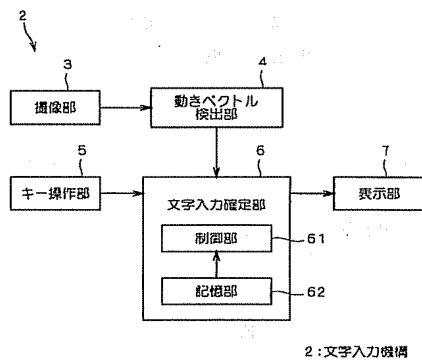 2
3
撮像部
4
動きベクトル
検出部
5
キー操作部
6
文字入力確定部
制御部
61
記憶部
62
7
表示部
2:文字入力機構